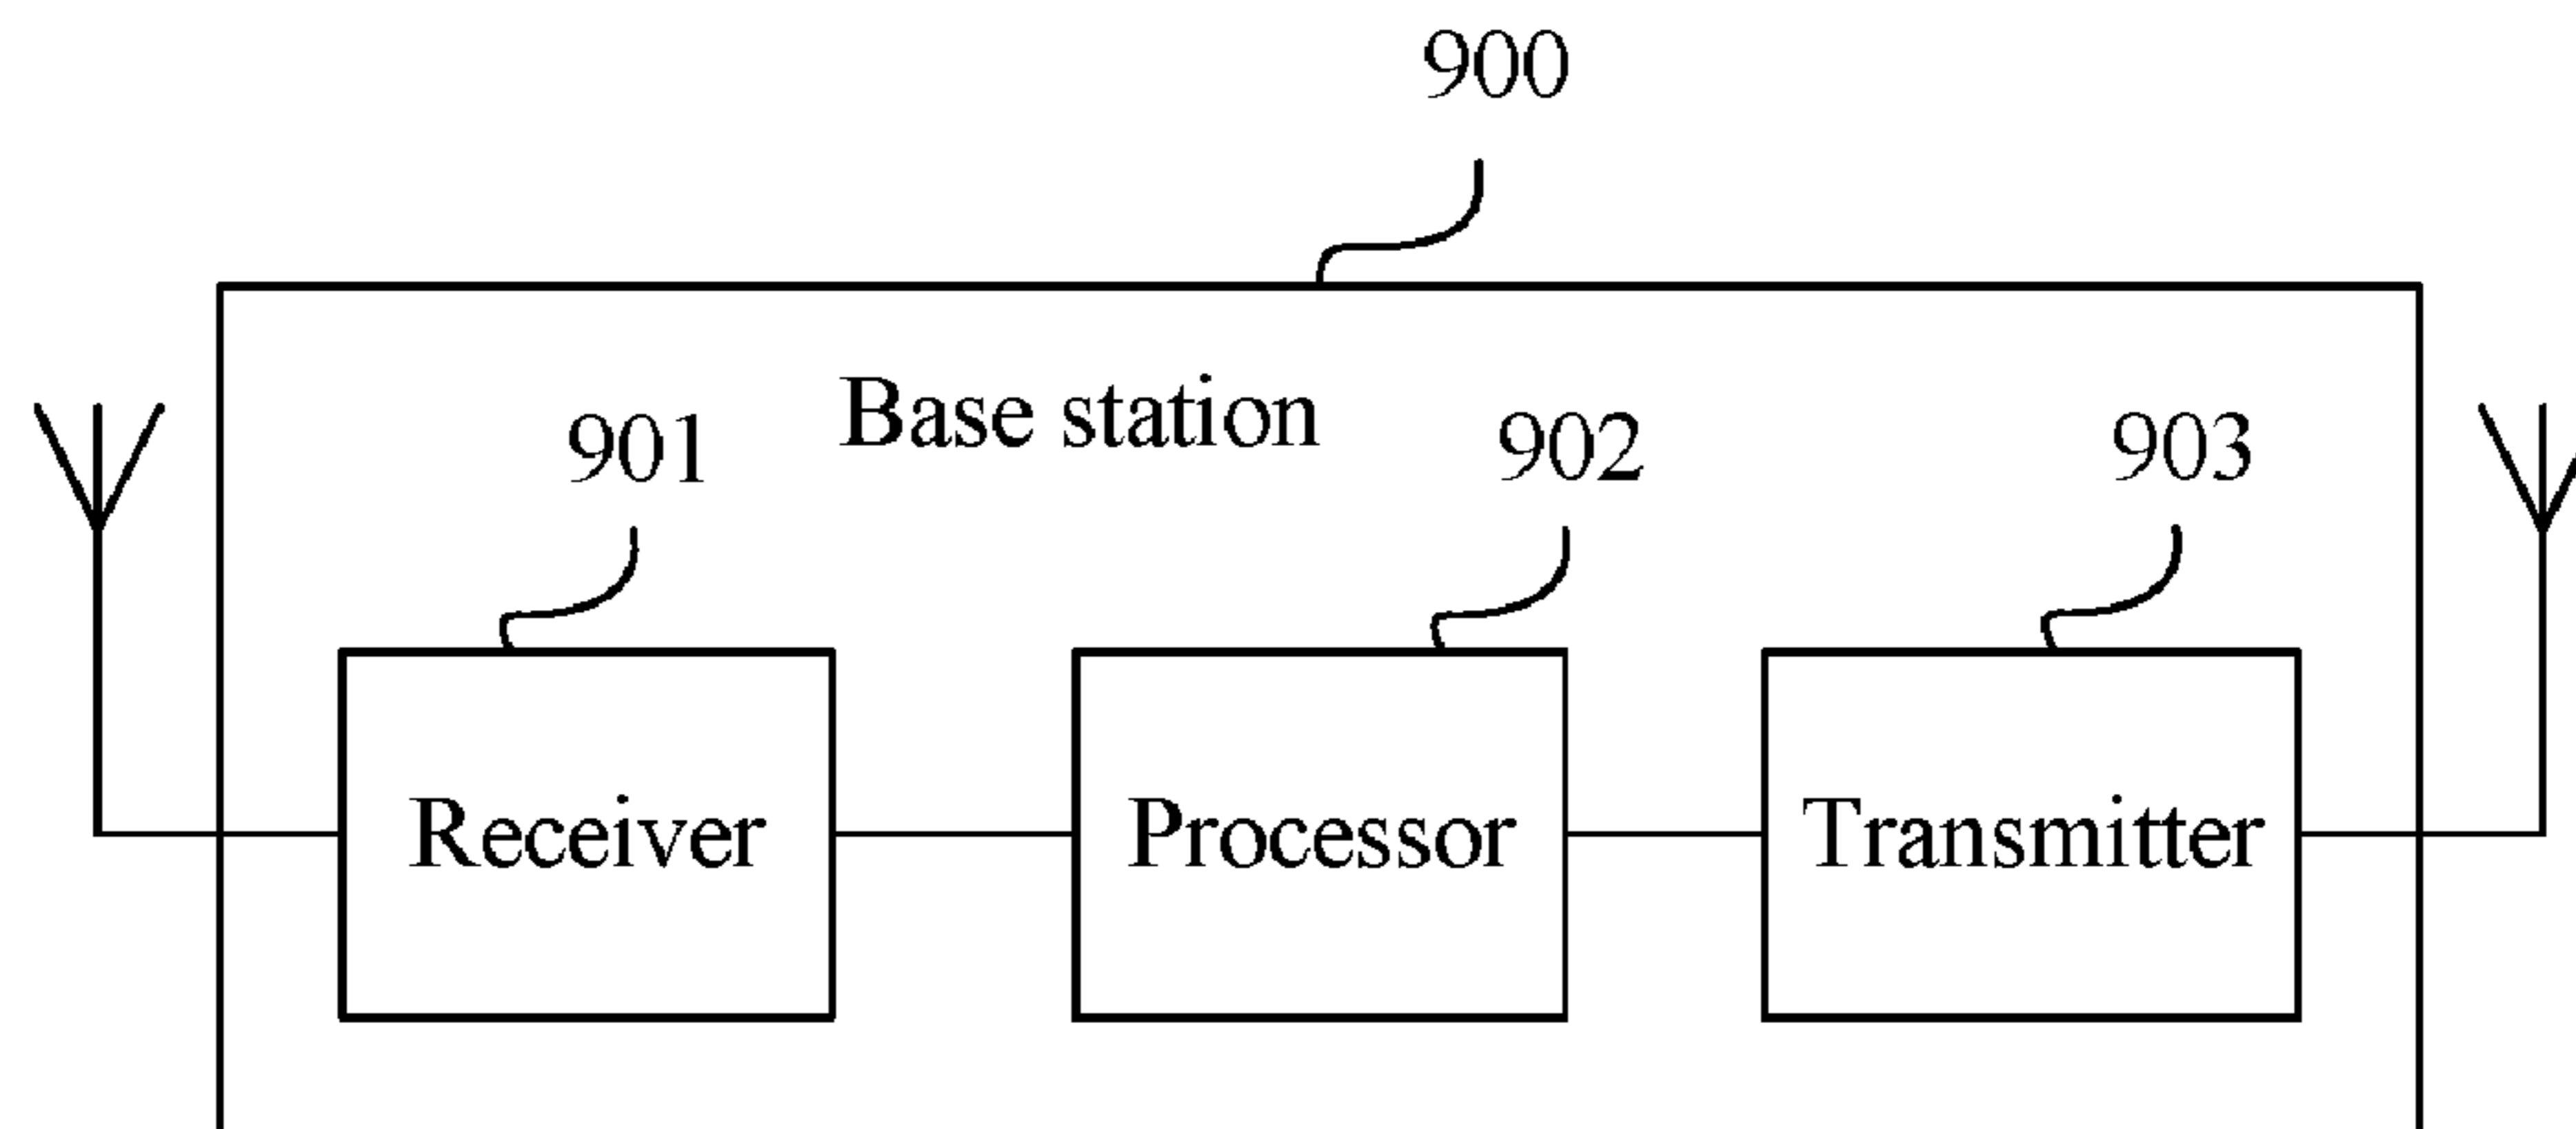 900
Base station
901
902
903
Receiver
Processor
Transmitter